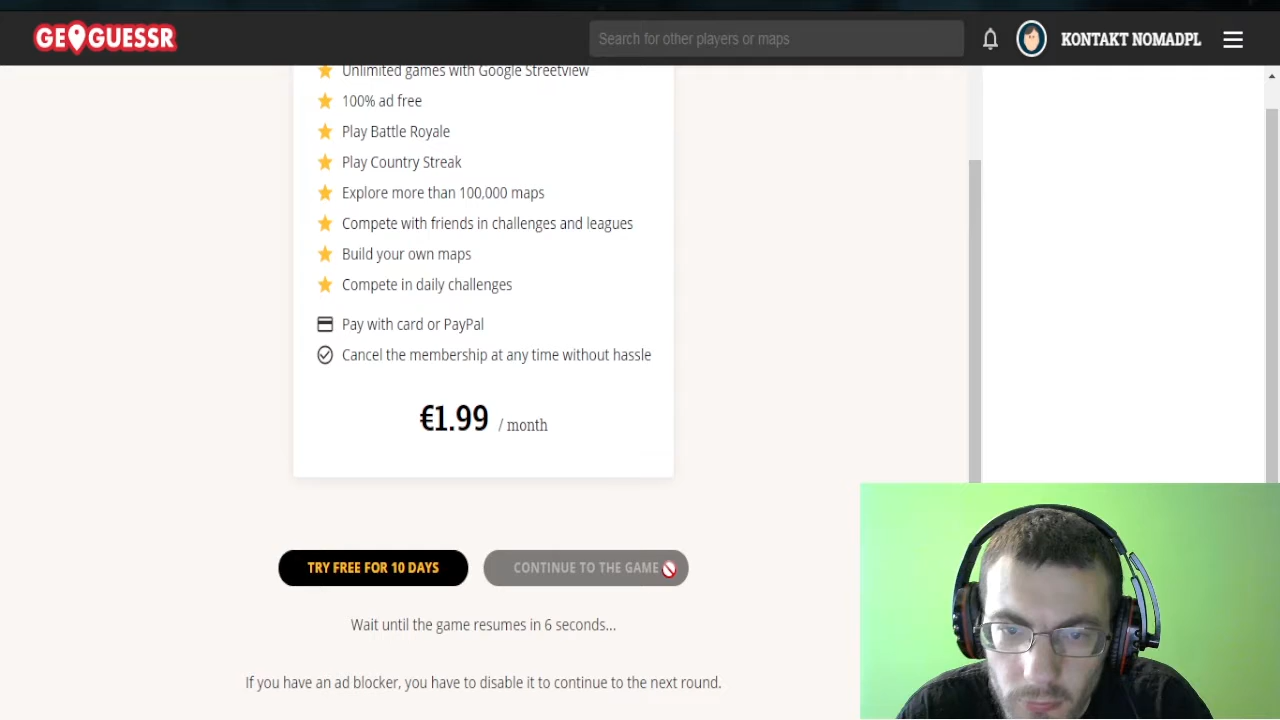 GEOGUESSR
Search for other players or maps
KONTAKT NOMADPL
Unlimited games with Google Streetview
100% ad free
Play Battle Royale
Play Country Streak
Explore more than 100,000 maps
Compete with friends in challenges and leagues
Build your own maps
Compete in daily challenges
Pay with card or PayPal
Cancel the membership at any time without hassle
€1.99 / month
TRY FREE FOR 10 DAYS
CONTINUE TO THE GAME
Wait until the game resumes in 6 seconds...
If you have an ad blocker, you have to disable it to continue to the next round.